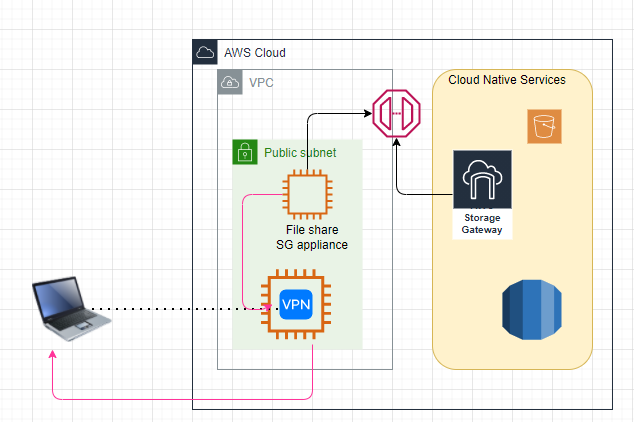 AWS Cloud
VPC
Cloud Native Services
Public subnet
File share
SG appliance
Storage
Gateway
VPN